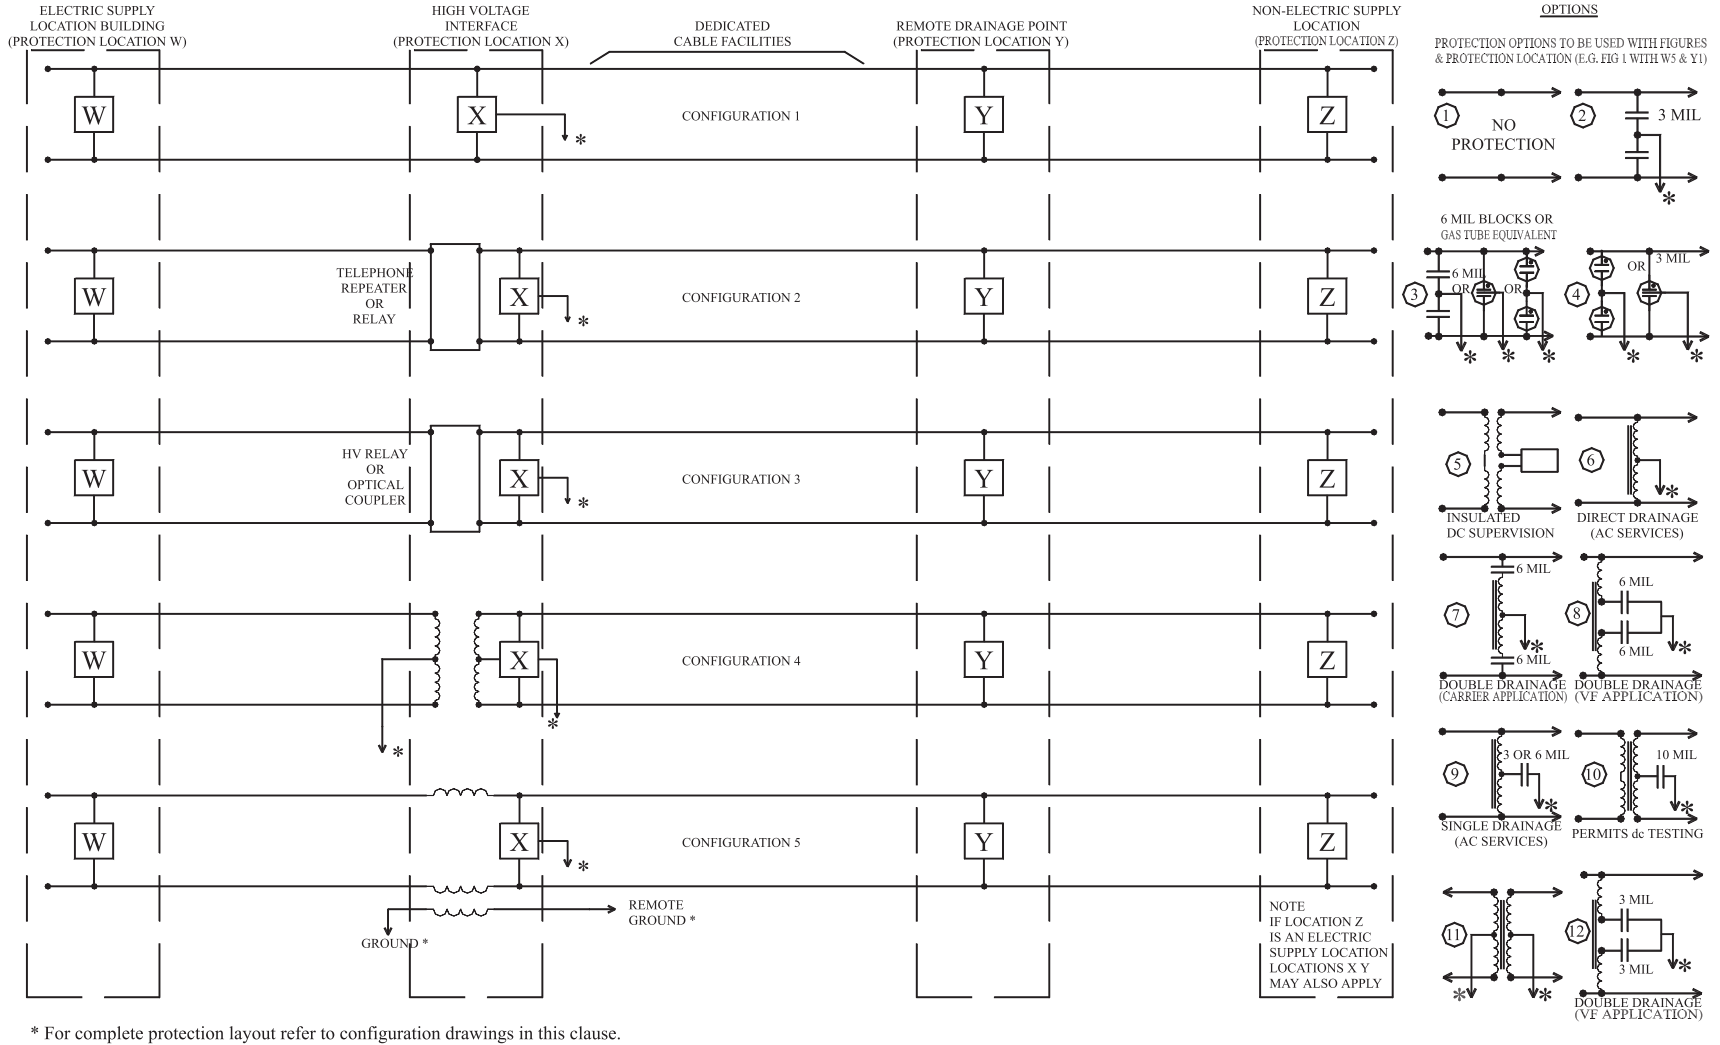 ELECTRIC SUPPLY
LOCATION BUILDING
(PROTECTION LOCATION W)
HIGH VOLTAGE
INTERFACE
(PROTECTION LOCATION X)
DEDICATED
CABLE FACILITIES
REMOTE DRAINAGE POINT
(PROTECTION LOCATION Y)
NON-ELECTRIC SUPPLY
LOCATION
(PROTECTION LOCATION Z)
W
X
*
CONFIGURATION 1
Y
Z
TELEPHONE
REPEATER
OR
RELAY
W
X
*
CONFIGURATION 2
Y
Z
HV RELAY
OR
OPTICAL
COUPLER
W
X
*
CONFIGURATION 3
Y
Z
W
*
X
*
CONFIGURATION 4
Y
Z
W
X
*
CONFIGURATION 5
Y
Z
GROUND *
REMOTE
GROUND *
NOTE
IF LOCATION Z
IS AN ELECTRIC
SUPPLY LOCATION
LOCATIONS X Y
MAY ALSO APPLY
OPTIONS
PROTECTION OPTIONS TO BE USED WITH FIGURES
& PROTECTION LOCATION (E.G. FIG 1 WITH W5 & Y1)
1
NO
PROTECTION
2
3 MIL
*
6 MIL BLOCKS OR
GAS TUBE EQUIVALENT
3
6 MIL
OR
OR
* * *
4
OR
3 MIL
* *
5
INSULATED
DC SUPERVISION
6
*
DIRECT DRAINAGE
(AC SERVICES)
7
6 MIL
*
6 MIL
DOUBLE DRAINAGE
(CARRIER APPLICATION)
8
6 MIL
*
6 MIL
DOUBLE DRAINAGE
(VF APPLICATION)
9
3 OR 6 MIL
*
SINGLE DRAINAGE
(AC SERVICES)
10
10 MIL
*
PERMITS dc TESTING
11
* *
12
3 MIL
*
3 MIL
DOUBLE DRAINAGE
(VF APPLICATION)
* For complete protection layout refer to configuration drawings in this clause.